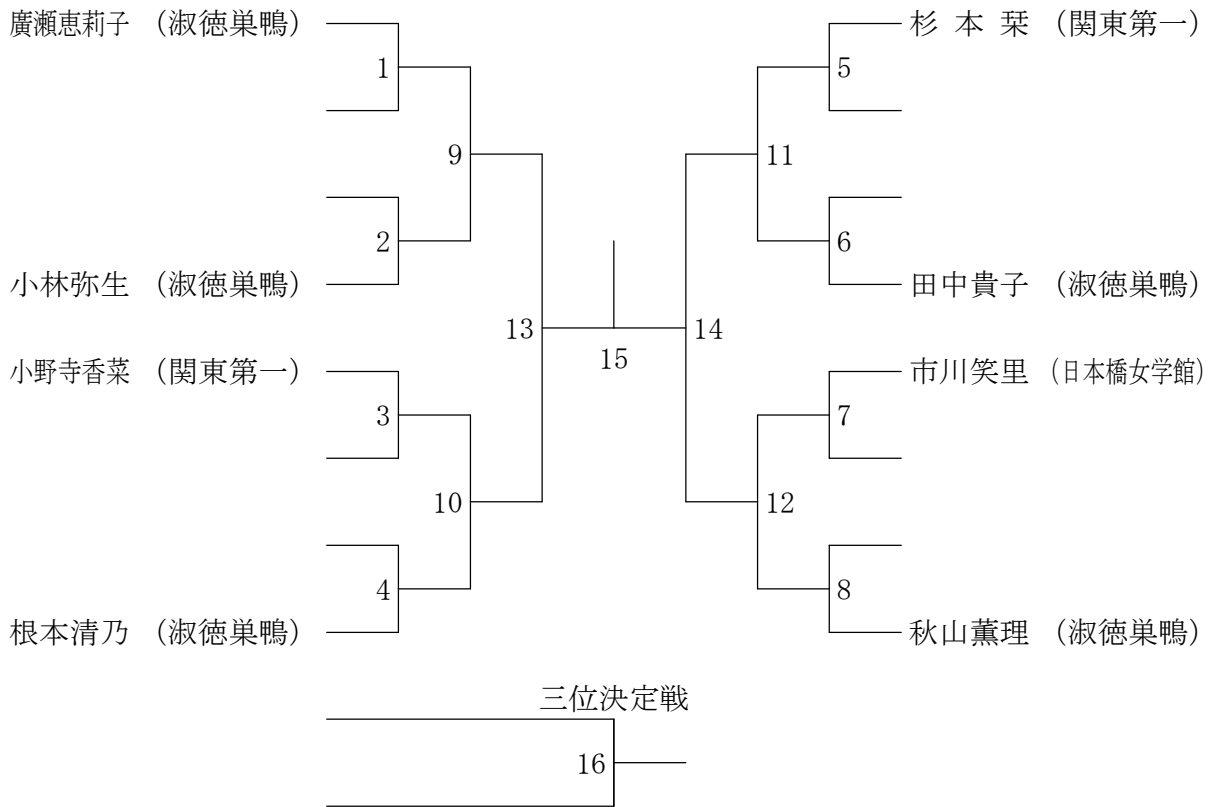 廣瀬恵莉子 (淑徳巣鴨)
1
9
2
小林弥生 (淑徳巣鴨)
13
小野寺香菜 (関東第一)
3
10
4
根本清乃 (淑徳巣鴨)
15
杉本栞 (関東第一)
5
11
6
田中貴子 (淑徳巣鴨)
14
市川笑里 (日本橋女学館)
7
12
8
秋山薫理 (淑徳巣鴨)
三位決定戦
16